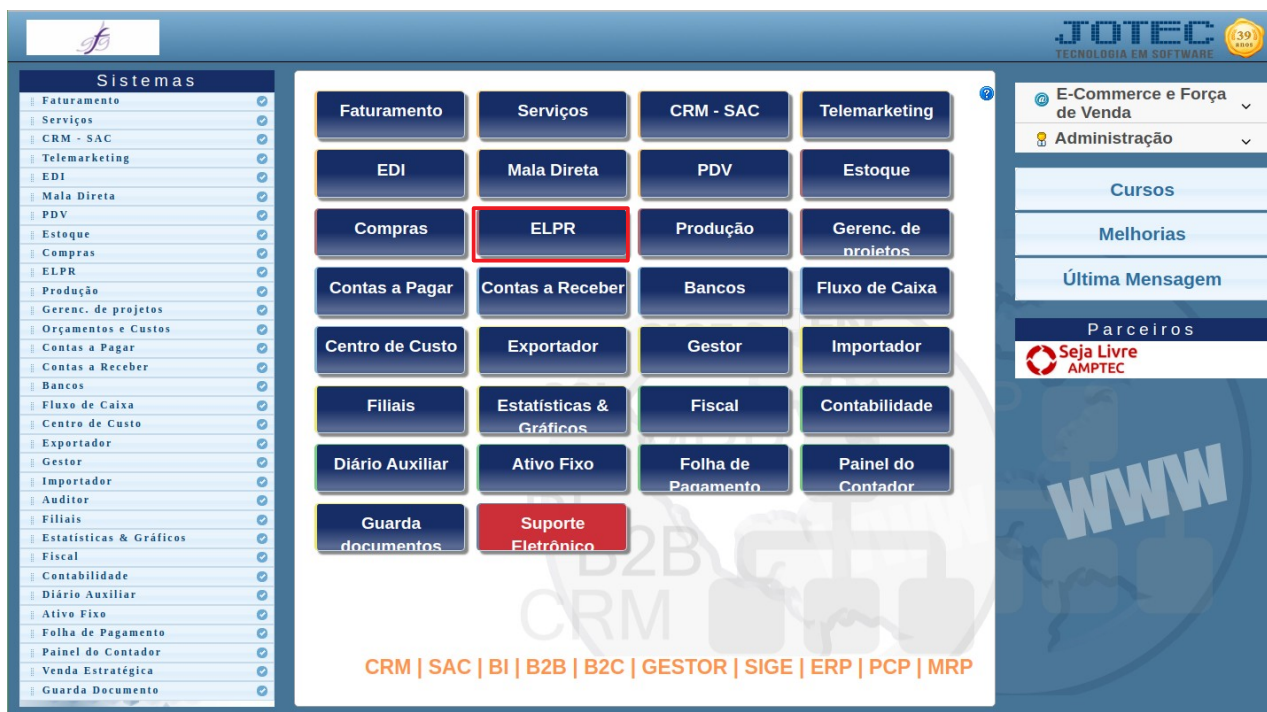 JOTEC
39
anos
TECNOLOGIA EM SOFTWARE
Sistemas
Faturamento
Serviços
CRM - SAC
Telemarketing
EDI
Mala Direta
PDV
Estoque
Compras
ELPR
Produção
Gerenc. de projetos
Orçamentos e Custos
Contas a Pagar
Contas a Receber
Bancos
Fluxo de Caixa
Centro de Custo
Exportador
Gestor
Importador
Auditor
Filiais
Estatísticas & Gráficos
Fiscal
Contabilidade
Diário Auxiliar
Ativo Fixo
Folha de Pagamento
Painel do Contador
Venda Estratégica
Guarda Documento
Faturamento
Serviços
CRM - SAC
Telemarketing
EDI
Mala Direta
PDV
Estoque
Compras
ELPR
Produção
Gerenc. de
projetos
Contas a Pagar
Contas a Receber
Bancos
Fluxo de Caixa
Centro de Custo
Exportador
Gestor
Importador
Filiais
Estatísticas &
Gráficos
Fiscal
Contabilidade
Diário Auxiliar
Ativo Fixo
Folha de
Pagamento
Painel do
Contador
Guarda
documentos
Suporte
Eletrônico
B2B
CRM
CRM | SAC | BI | B2B | B2C | GESTOR | SIGE | ERP | PCP | MRP
E-Commerce e Força
de Venda
Administração
Cursos
Melhorias
Última Mensagem
Parceiros
Seja Livre
AMPTEC
WWW